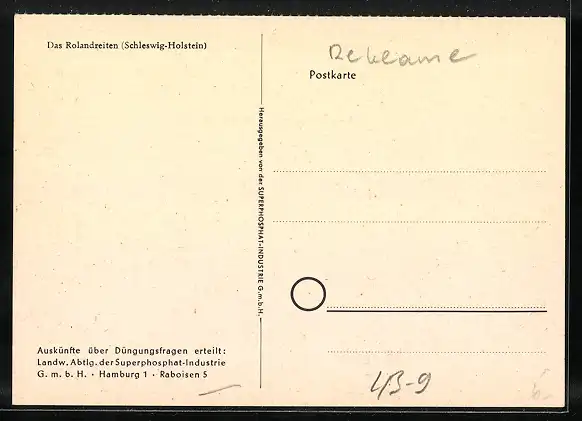 Das Rolandreiten (Schleswig-Holstein)
Reklame
Postkarte
Herausgegeben von der SUPERPHOSPHAT-INDUSTRIE G.m.b.H.
Auskünfte über Düngungsfragen erteilt:
Landw. Abtlg. der Superphosphat-Industrie
G. m. b. H. · Hamburg 1 · Raboisen 5
43-9